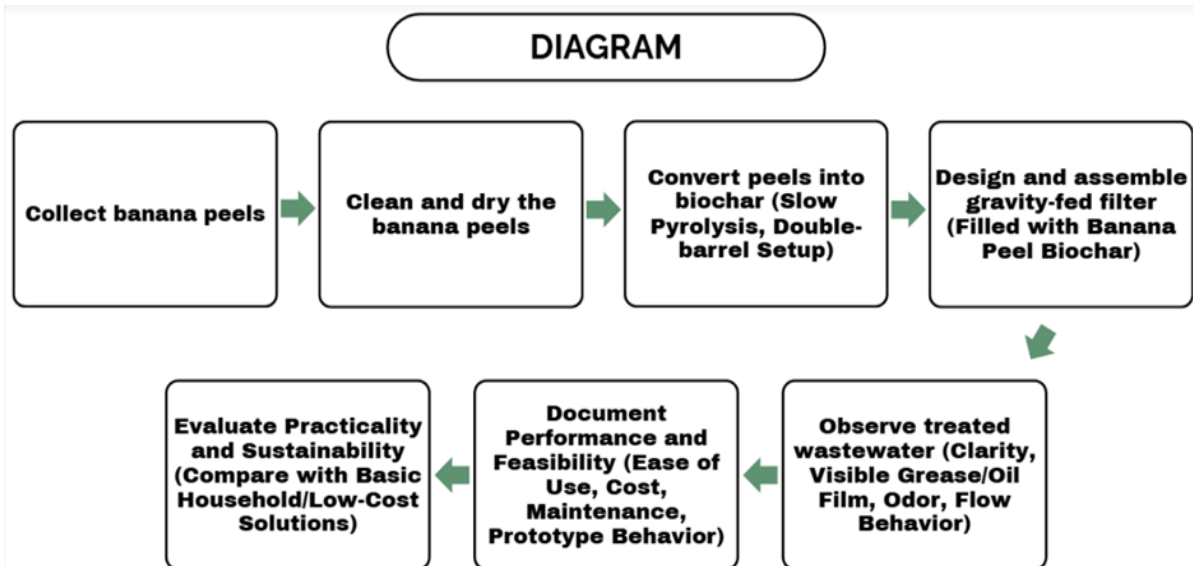 DIAGRAM
Collect banana peels
Clean and dry the
banana peels
Convert peels into
biochar (Slow
Pyrolysis, Double-
barrel Setup)
Design and assemble
gravity-fed filter
(Filled with Banana
Peel Biochar)
Observe treated
wastewater (Clarity,
Visible Grease/Oil
Film, Odor, Flow
Behavior)
Document
Performance and
Feasibility (Ease of
Use, Cost,
Maintenance,
Prototype Behavior)
Evaluate Practicality
and Sustainability
(Compare with Basic
Household/Low-Cost
Solutions)